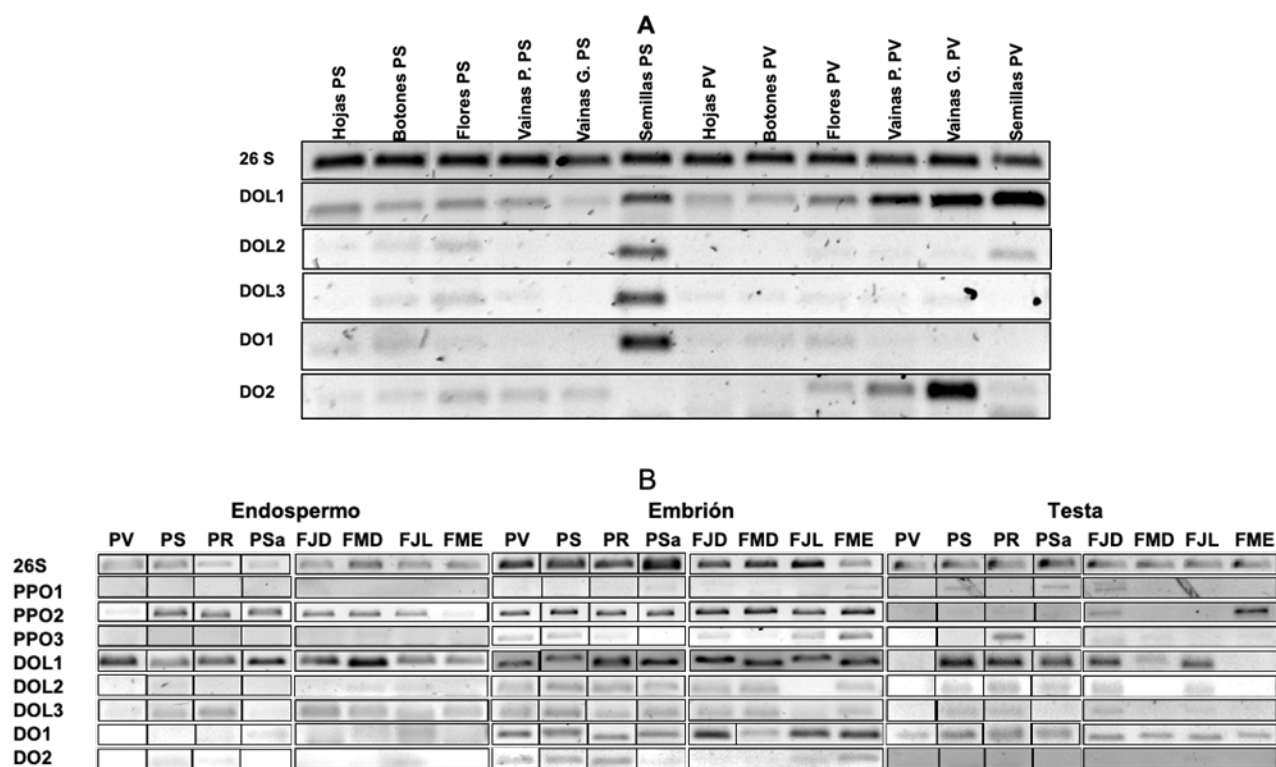 A
Hojas PS Botones PS Flores PS Vainas P. PS Vainas G. PS Semillas PS Hojas PV Botones PV Flores PV Vainas P. PV Vainas G. PV Semillas PV
26 S
DOL1
DOL2
DOL3
DO1
DO2
B
Endospermo Embrión Testa
PV PS PR PSa FJD FMD FJL FME PV PS PR PSa FJD FMD FJL FME PV PS PR PSa FJD FMD FJL FME
26S
PPO1
PPO2
PPO3
DOL1
DOL2
DOL3
DO1
DO2